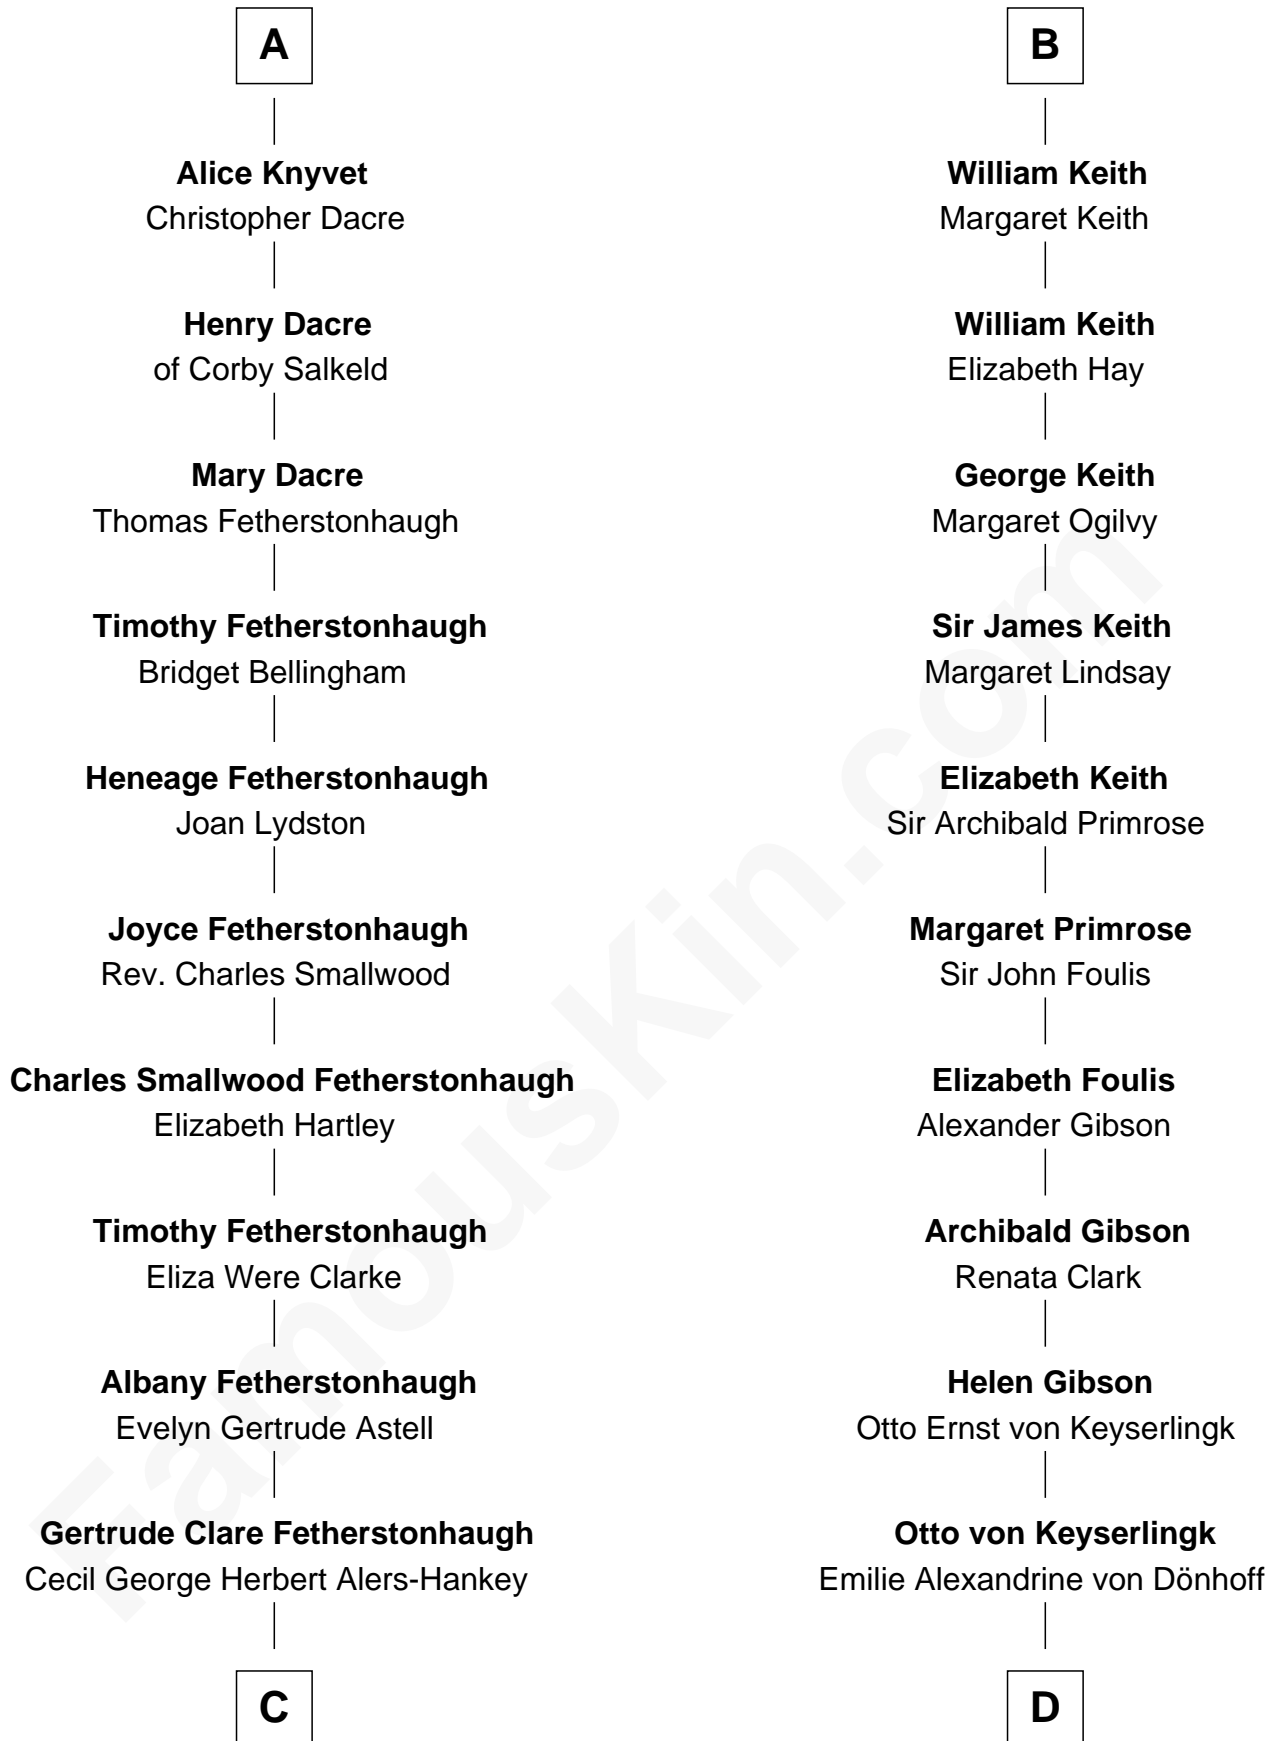 A
Alice Knyvet
Christopher Dacre
Henry Dacre
of Corby Salkeld
Mary Dacre
Thomas Fetherstonhaugh
Timothy Fetherstonhaugh
Bridget Bellingham
Heneage Fetherstonhaugh
Joan Lydston
Joyce Fetherstonhaugh
Rev. Charles Smallwood
Charles Smallwood Fetherstonhaugh
Elizabeth Hartley
Timothy Fetherstonhaugh
Eliza Were Clarke
Albany Fetherstonhaugh
Evelyn Gertrude Astell
Gertrude Clare Fetherstonhaugh
Cecil George Herbert Alers-Hankey
C
B
William Keith
Margaret Keith
William Keith
Elizabeth Hay
George Keith
Margaret Ogilvy
Sir James Keith
Margaret Lindsay
Elizabeth Keith
Sir Archibald Primrose
Margaret Primrose
Sir John Foulis
Elizabeth Foulis
Alexander Gibson
Archibald Gibson
Renata Clark
Helen Gibson
Otto Ernst von Keyserlingk
Otto von Keyserlingk
Emilie Alexandrine von Dönhoff
D
FamousKin.com